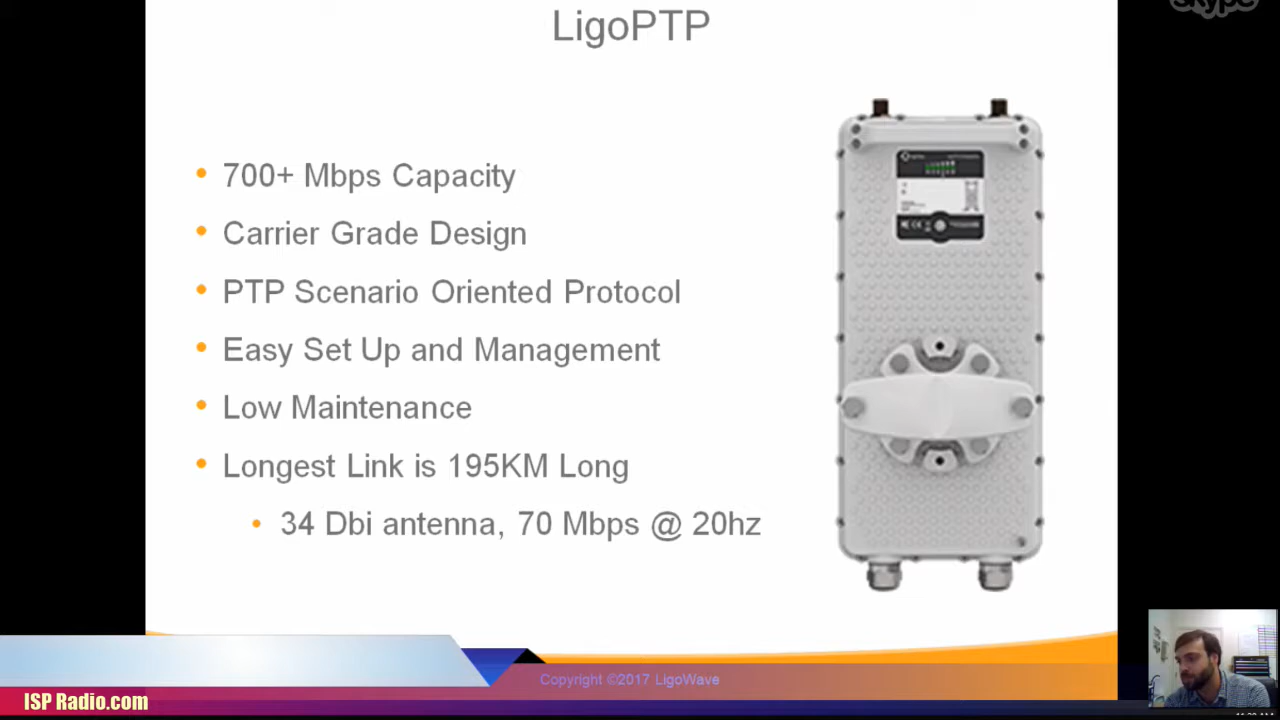 skype
LigoPTP
700+ Mbps Capacity
Carrier Grade Design
PTP Scenario Oriented Protocol
Easy Set Up and Management
Low Maintenance
Longest Link is 195KM Long
34 Dbi antenna, 70 Mbps @ 20hz
Copyright ©2017 LigoWave
ISP Radio.com